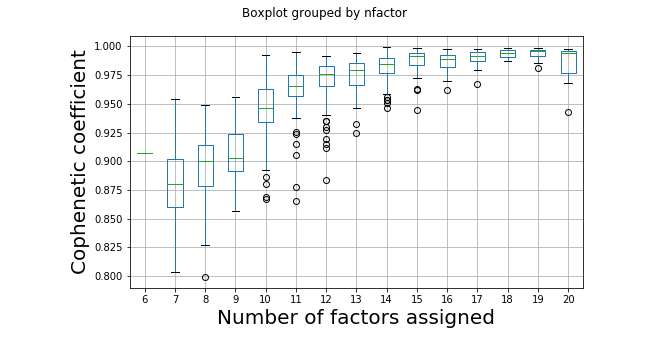 Boxplot grouped by nfactor
Cophenetic coefficient
1.000
0.975
0.950
0.925
0.900
0.875
0.850
0.825
0.800
6 7 8 9 10 11 12 13 14 15 16 17 18 19 20
Number of factors assigned